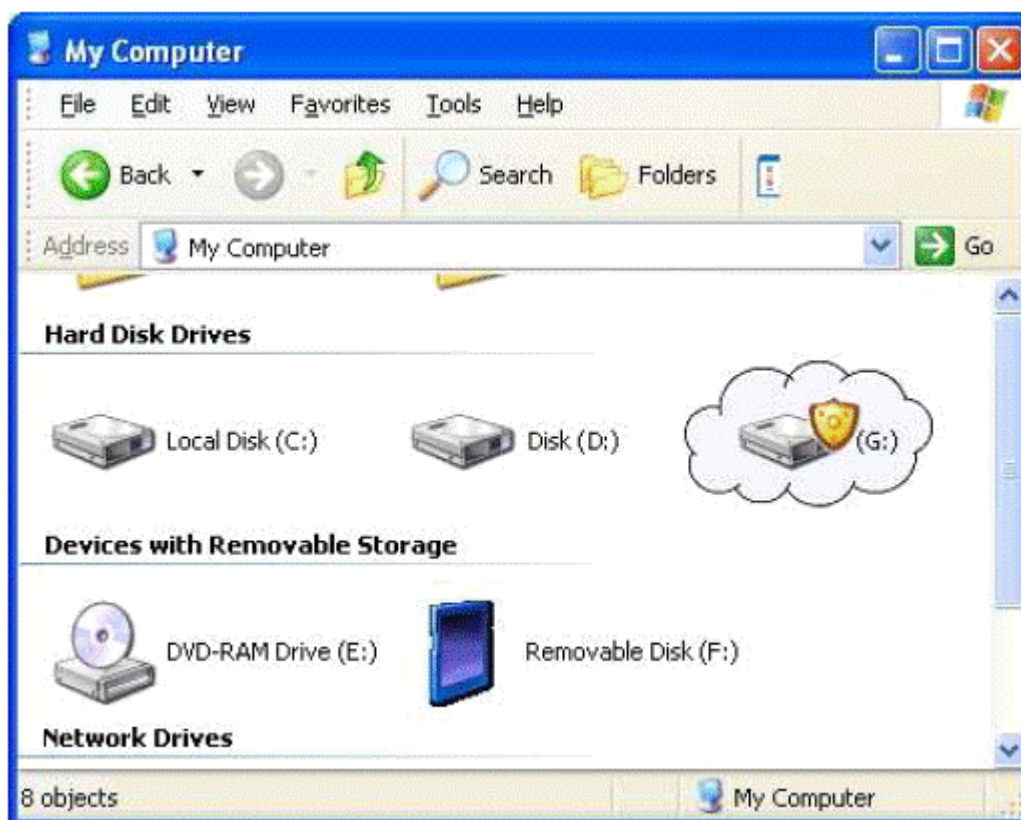 My Computer
File Edit View Favorites Tools Help
Back Search Folders
Address My Computer Go
Hard Disk Drives
Local Disk (C:) Disk (D:) (G:)
Devices with Removable Storage
DVD-RAM Drive (E:) Removable Disk (F:)
Network Drives
8 objects My Computer